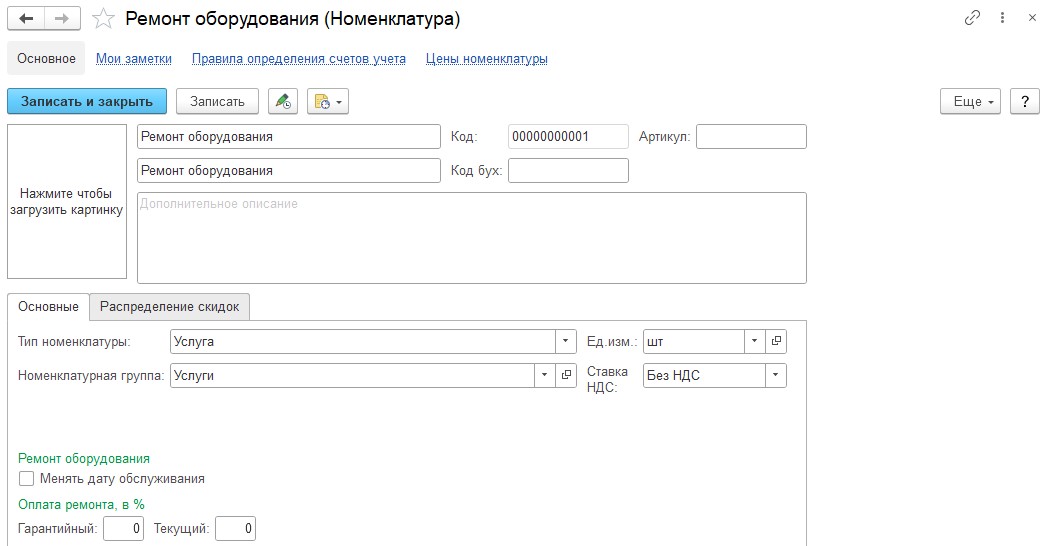 Ремонт оборудования (Номенклатура)
Основное Мои заметки Правила определения счетов учета Цены номенклатуры
Записать и закрыть Записать Еще ?
Нажмите чтобы загрузить картинку
Ремонт оборудования Код: 00000000001 Артикул:
Ремонт оборудования Код бух:
Дополнительное описание
Основные Распределение скидок
Тип номенклатуры: Услуга Ед.изм.: шт
Номенклатурная группа: Услуги Ставка НДС: Без НДС
Ремонт оборудования
Менять дату обслуживания
Оплата ремонта, в %
Гарантийный: 0 Текущий: 0